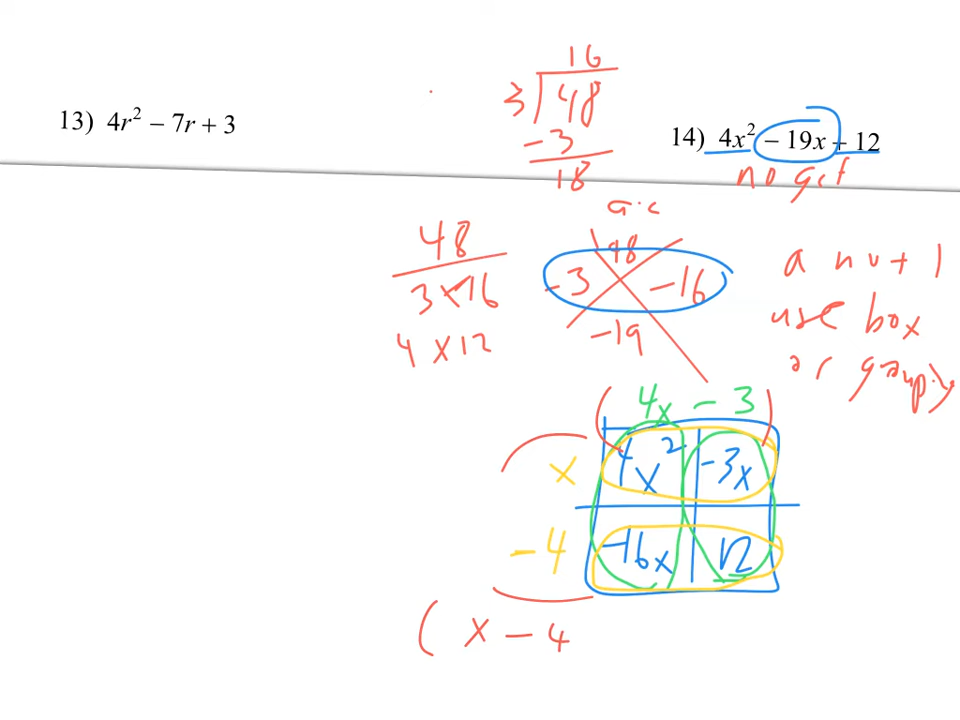 13) 4r² − 7r + 3
16
3 48
−3
18
14) 4x² − 19x + 12
no gcf
a·c
48
3×16
4 × 12
48
−3 −16
−19
a not 1
use box
or grouping
( 4x − 3 )
x 4x² −3x
−4 −16x 12
( x − 4